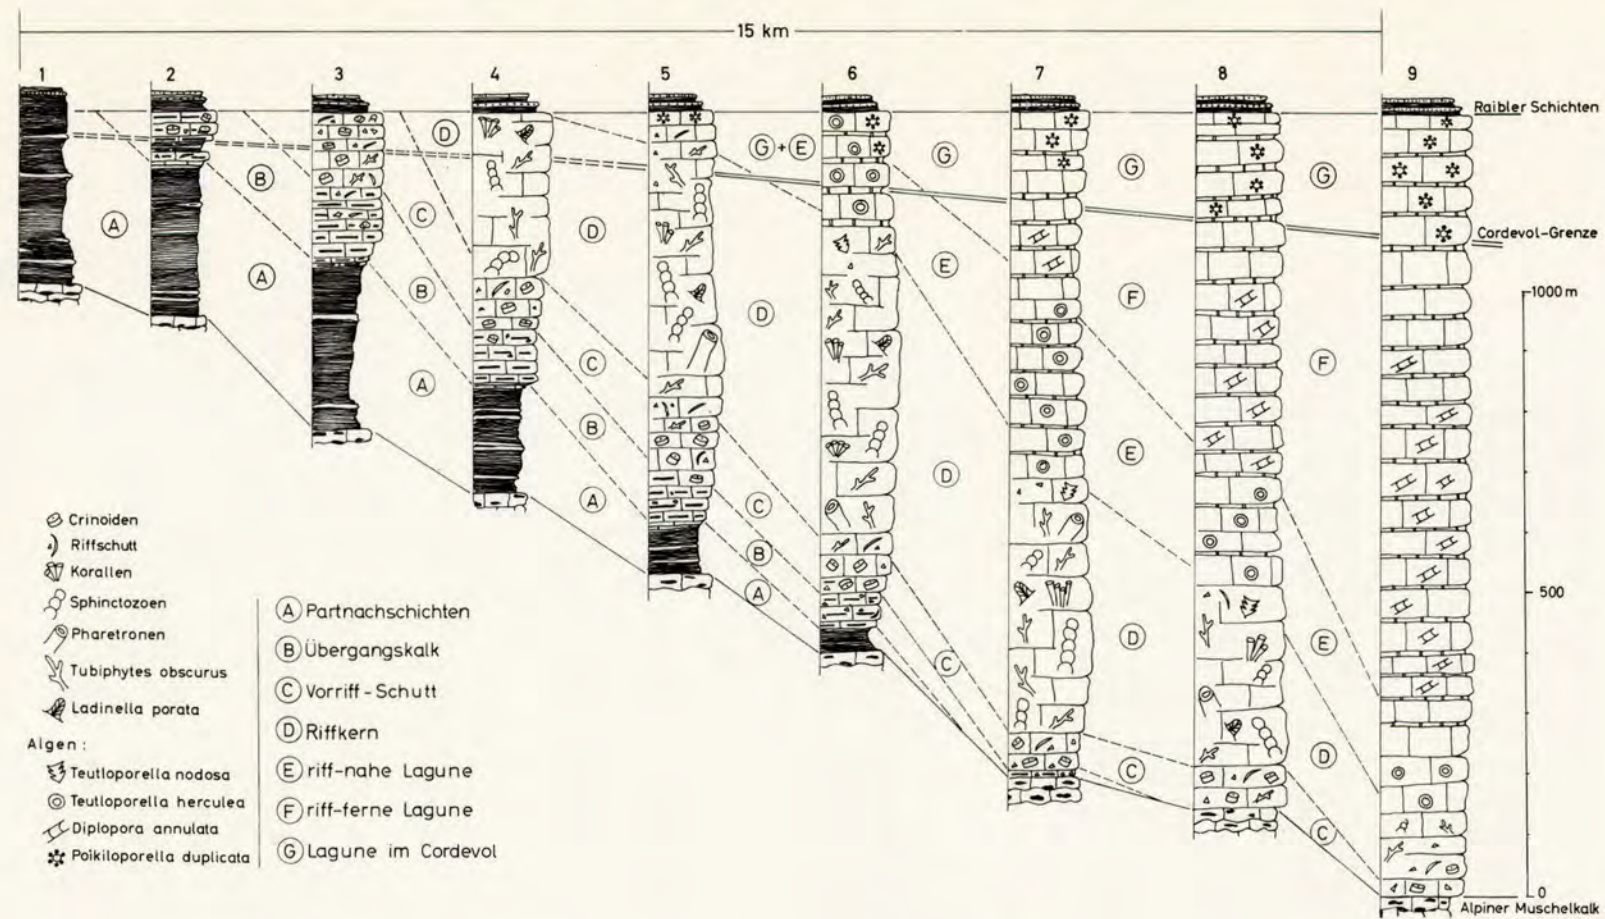 15 km
1 2 3 4 5 6 7 8 9
Raibler Schichten
D
G + E
G
G
G
B
A
C
D
A
E
Cordevol-Grenze
B
D
F
1000 m
A
C
F
B
D
E
A
C
500
B
A
D
C
E
C
D
C
0
Alpiner Muschelkalk
Crinoiden
Riffschutt
Korallen
Sphinctozoen
Pharetronen
Tubiphytes obscurus
Ladinella porata
Algen :
Teutloporella nodosa
Teutloporella herculea
Diplopora annulata
Poikiloporella duplicata
A Partnachschichten
B Übergangskalk
C Vorriff-Schutt
D Riffkern
E riff-nahe Lagune
F riff-ferne Lagune
G Lagune im Cordevol